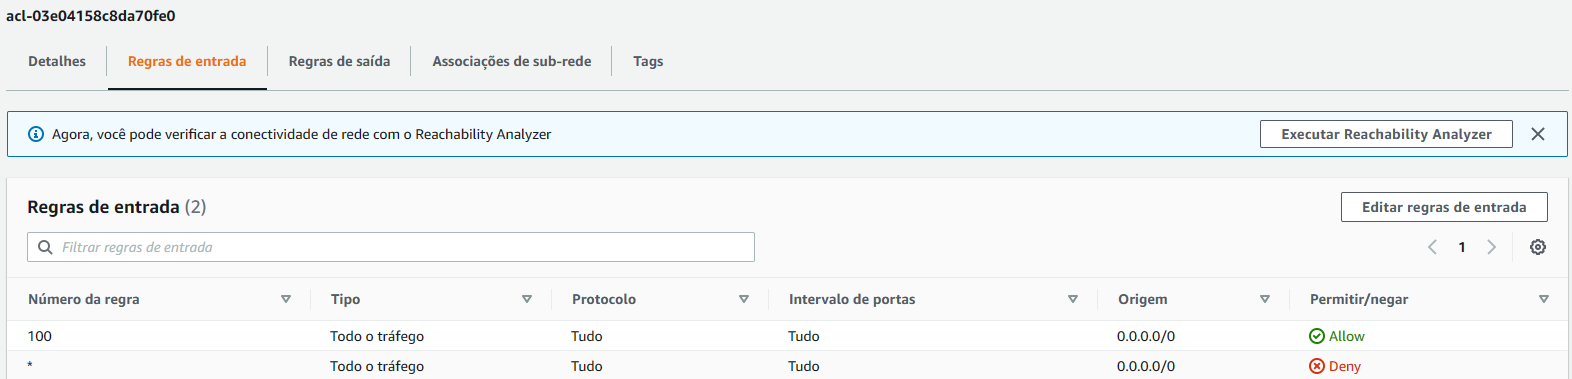 acl-03e04158c8da70fe0
Detalhes Regras de entrada Regras de saída Associações de sub-rede Tags
Agora, você pode verificar a conectividade de rede com o Reachability Analyzer Executar Reachability Analyzer
Regras de entrada (2) Editar regras de entrada
Filtrar regras de entrada 1
Número da regra Tipo Protocolo Intervalo de portas Origem Permitir/negar
100 Todo o tráfego Tudo Tudo 0.0.0.0/0 Allow
* Todo o tráfego Tudo Tudo 0.0.0.0/0 Deny